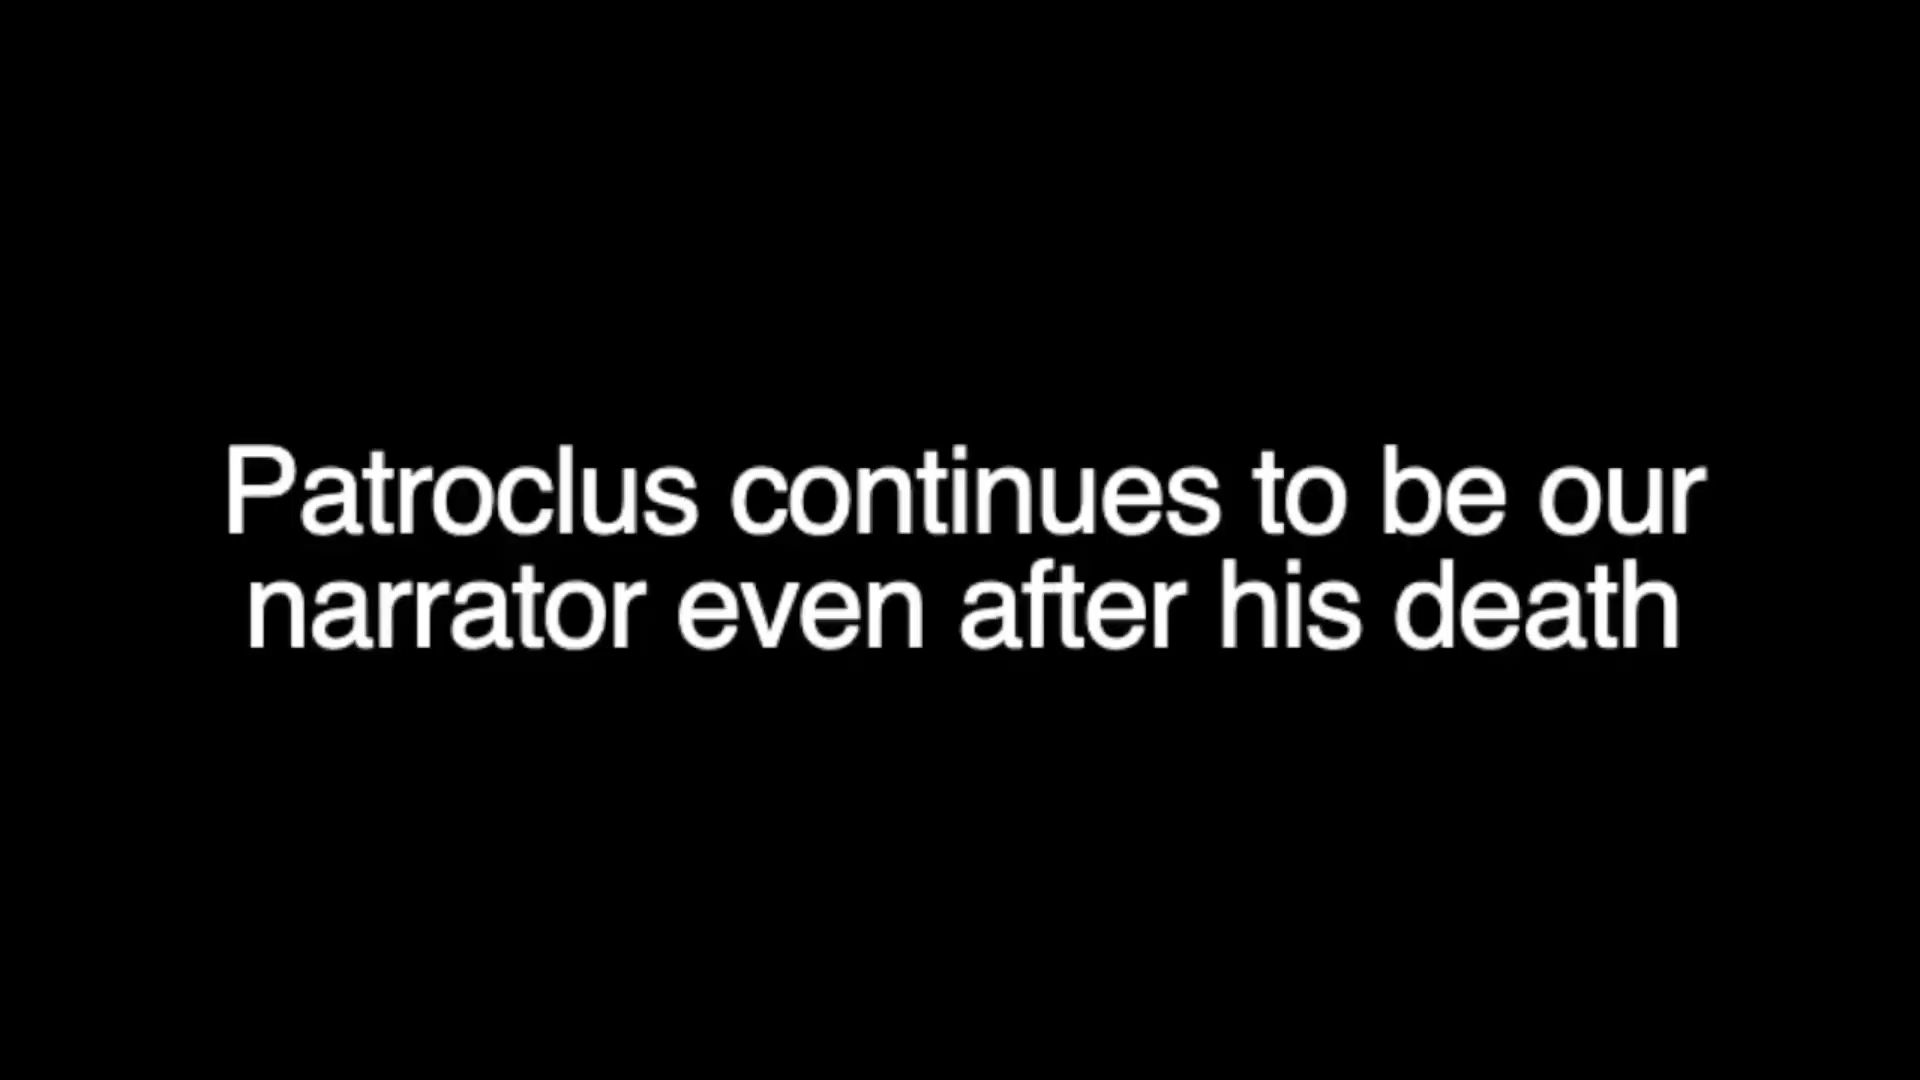 Patroclus continues to be our
narrator even after his death